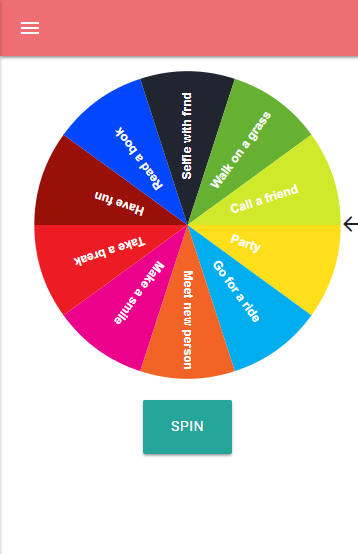 Selfie with frnd
Walk on a grass
Call a friend
Party
Go for a ride
Meet new person
Make a smile
Take a break
Have fun
Read a book
SPIN